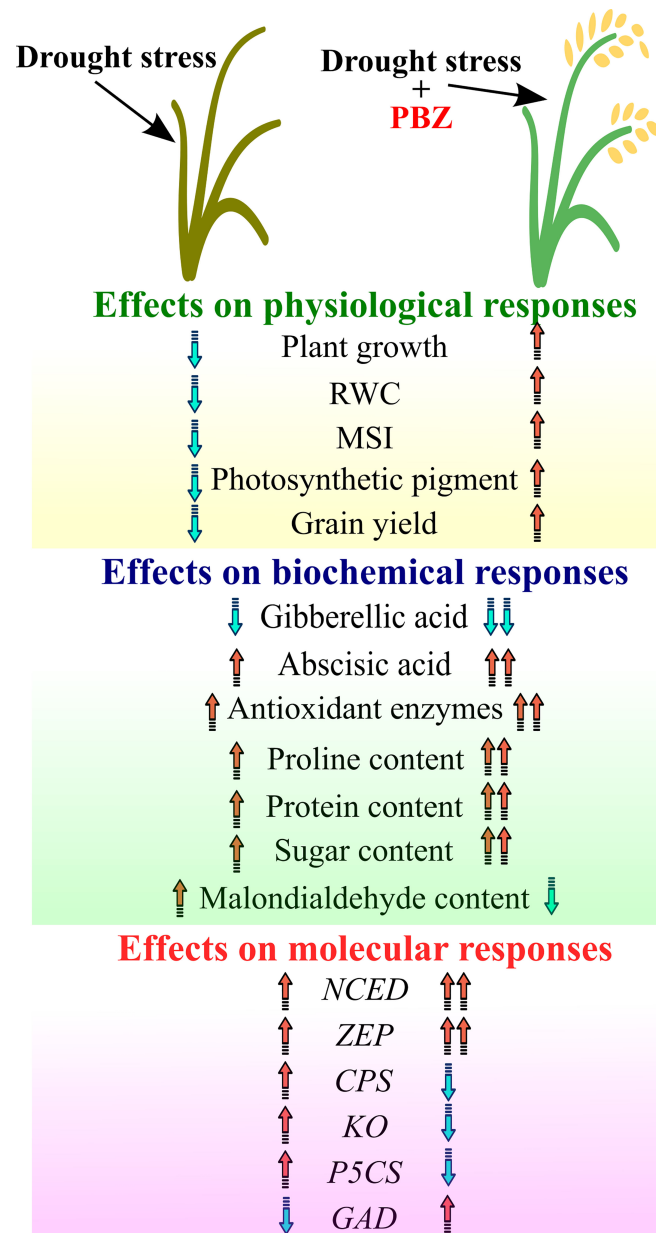 Drought stress
Drought stress
+
PBZ
Effects on physiological responses
Plant growth
RWC
MSI
Photosynthetic pigment
Grain yield
Effects on biochemical responses
Gibberellic acid
Abscisic acid
Antioxidant enzymes
Proline content
Protein content
Sugar content
Malondialdehyde content
Effects on molecular responses
NCED
ZEP
CPS
KO
P5CS
GAD